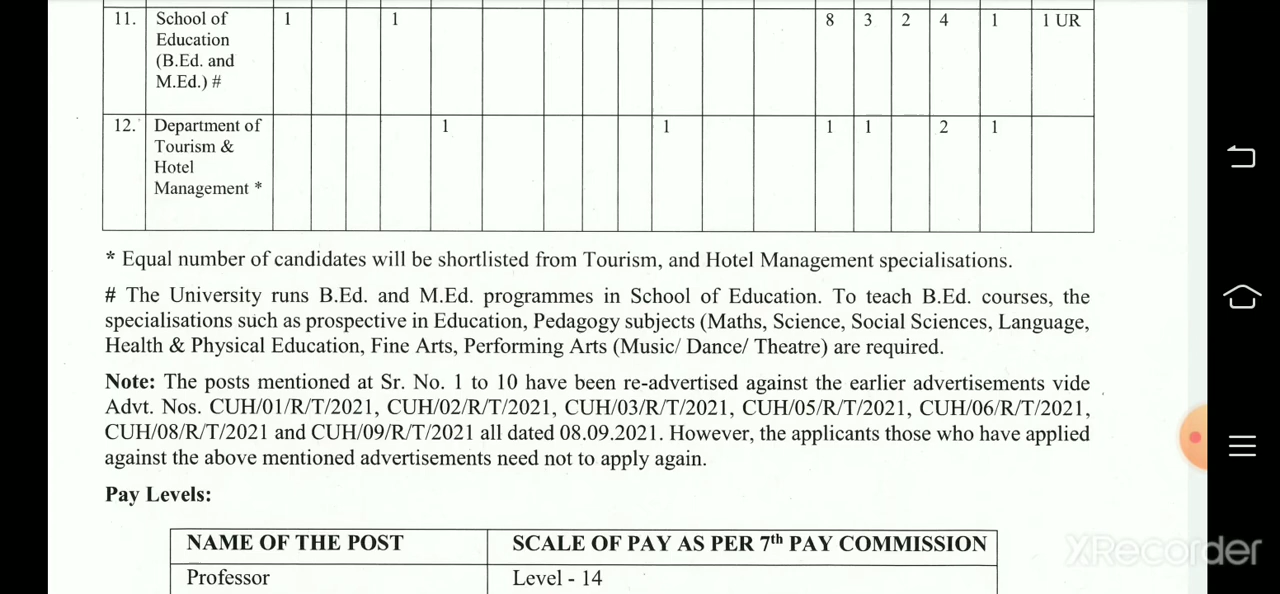 11. School of 1 1 8 3 2 4 1 1 UR
Education
(B.Ed. and
M.Ed.) #
12. Department of 1 1 1 1 2 1
Tourism &
Hotel
Management *
* Equal number of candidates will be shortlisted from Tourism, and Hotel Management specialisations.
# The University runs B.Ed. and M.Ed. programmes in School of Education. To teach B.Ed. courses, the
specialisations such as prospective in Education, Pedagogy subjects (Maths, Science, Social Sciences, Language,
Health & Physical Education, Fine Arts, Performing Arts (Music/ Dance/ Theatre) are required.
Note: The posts mentioned at Sr. No. 1 to 10 have been re-advertised against the earlier advertisements vide
Advt. Nos. CUH/01/R/T/2021, CUH/02/R/T/2021, CUH/03/R/T/2021, CUH/05/R/T/2021, CUH/06/R/T/2021,
CUH/08/R/T/2021 and CUH/09/R/T/2021 all dated 08.09.2021. However, the applicants those who have applied
against the above mentioned advertisements need not to apply again.
Pay Levels:
NAME OF THE POST SCALE OF PAY AS PER 7th PAY COMMISSION
Professor Level - 14
XRecorder